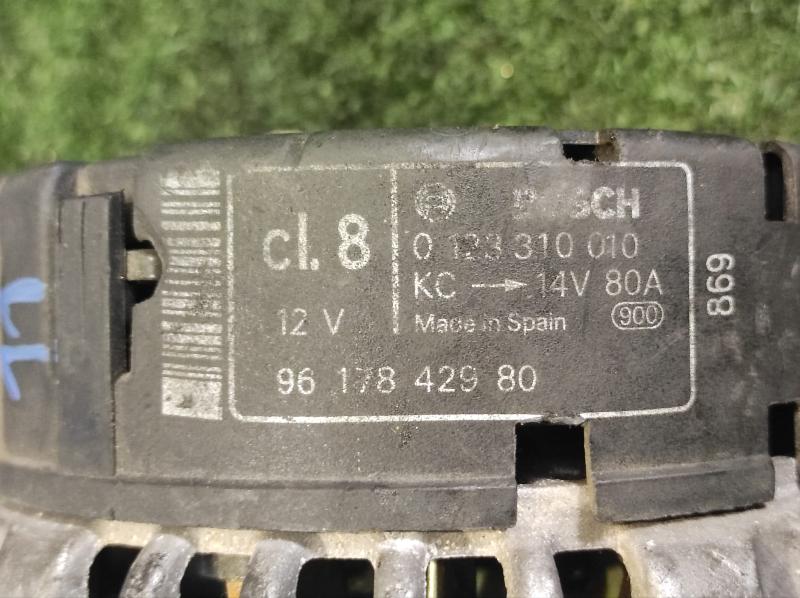 cl. 8
12 V
BOSCH
0 123 310 010
KC → 14V 80A
Made in Spain 900
96 178 429 80
869